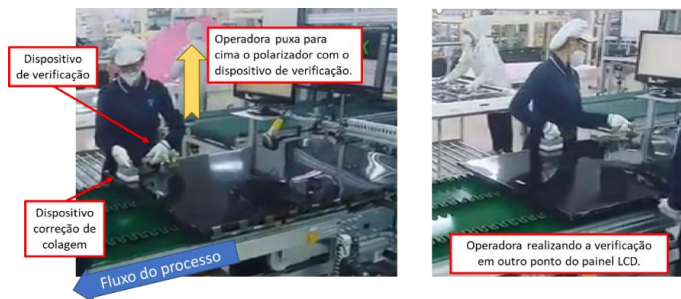 Dispositivo
de verificação
Operadora puxa para
cima o polarizador com o
dispositivo de verificação.
Dispositivo
correção de
colagem
Fluxo do processo
Operadora realizando a verificação
em outro ponto do painel LCD.